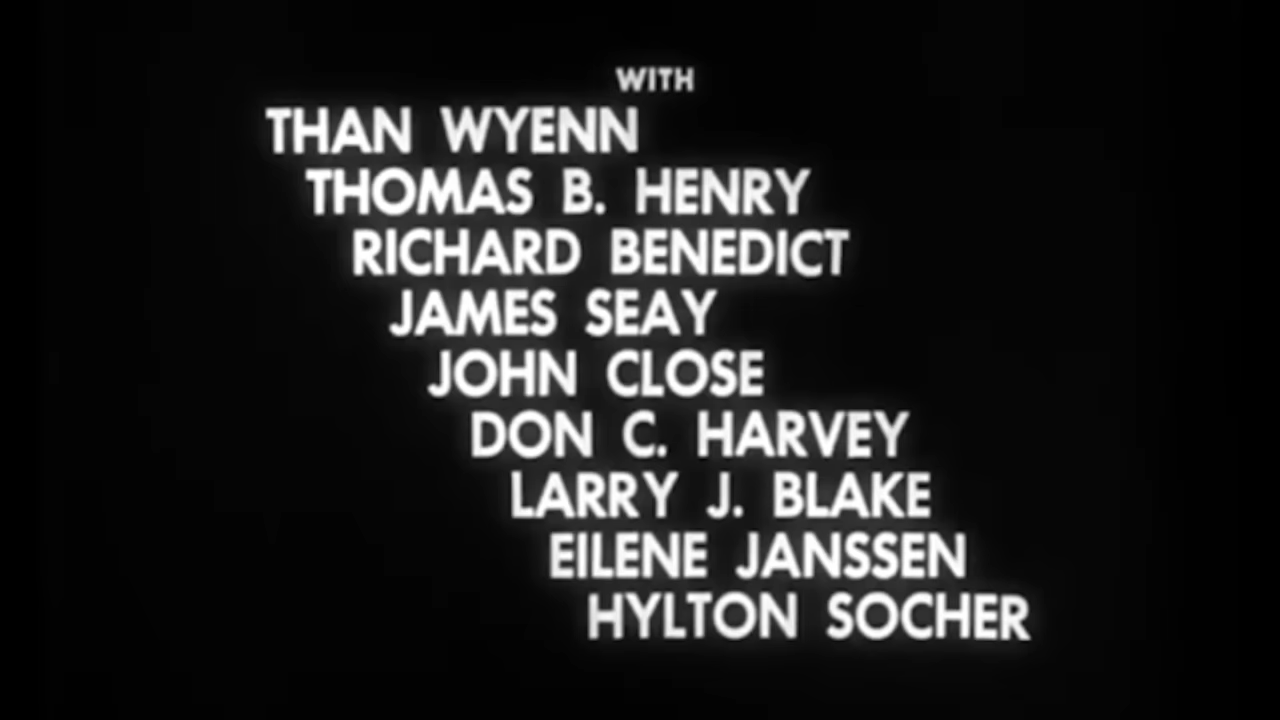 WITH
THAN WYENN
THOMAS B. HENRY
RICHARD BENEDICT
JAMES SEAY
JOHN CLOSE
DON C. HARVEY
LARRY J. BLAKE
EILENE JANSSEN
HYLTON SOCHER